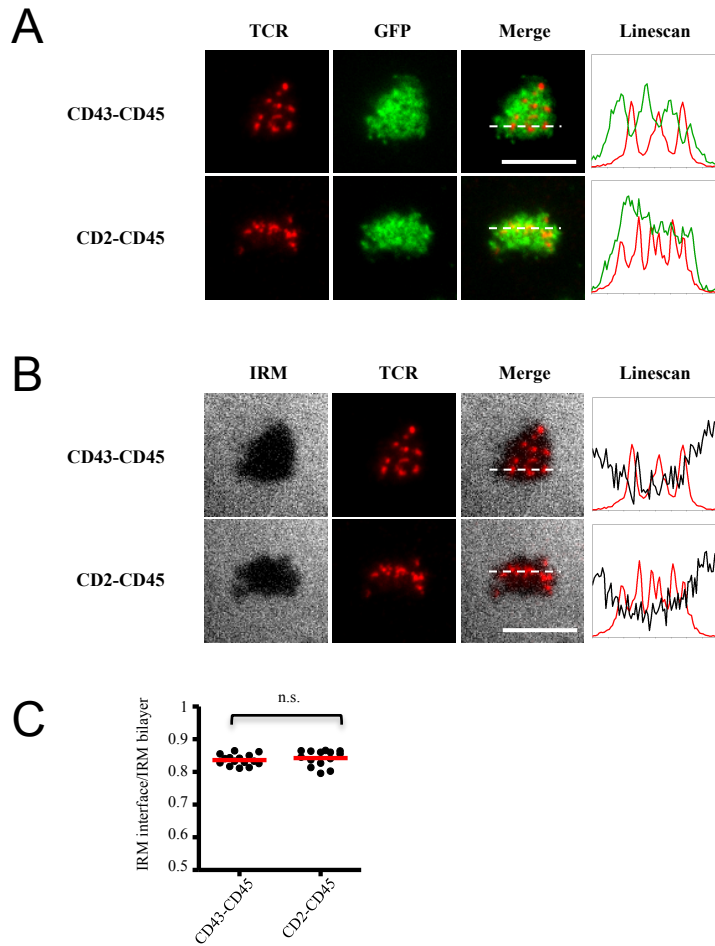 A
TCR GFP Merge Linescan
CD43-CD45
CD2-CD45
B
IRM TCR Merge Linescan
CD43-CD45
CD2-CD45
C
n.s.
IRM interface/IRM bilayer
1
0.9
0.8
0.7
0.6
0.5
CD43-CD45
CD2-CD45